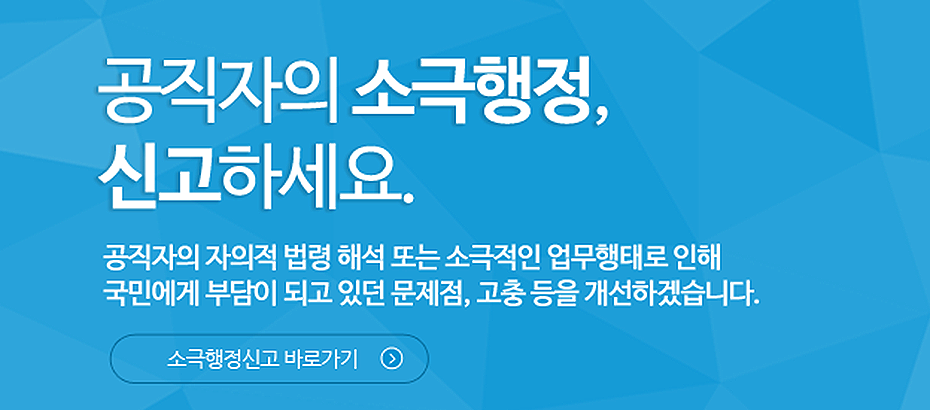 공직자의 소극행정,
신고하세요.
공직자의 자의적 법령 해석 또는 소극적인 업무행태로 인해
국민에게 부담이 되고 있던 문제점, 고충 등을 개선하겠습니다.
소극행정신고 바로가기